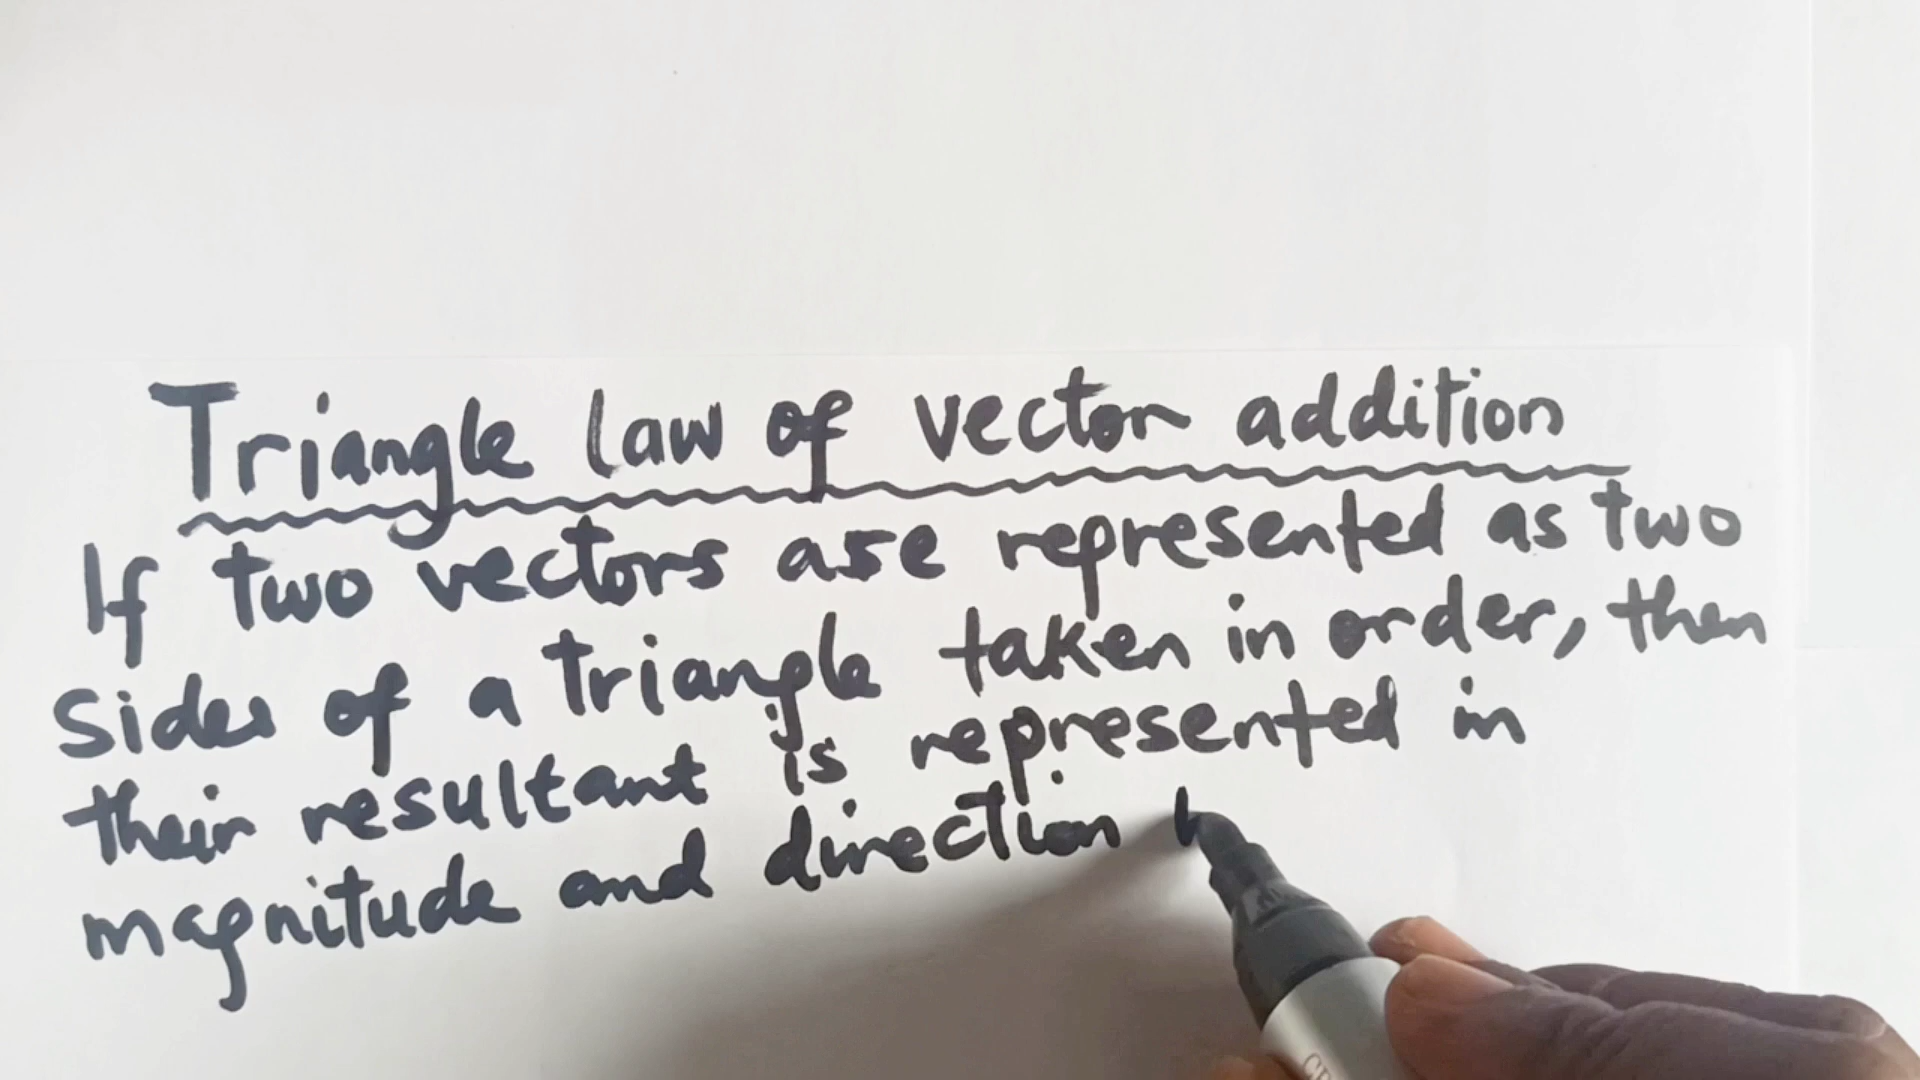 Triangle law of vector addition
If two vectors are represented as two
sides of a triangle taken in order, then
their resultant is represented in
magnitude and direction